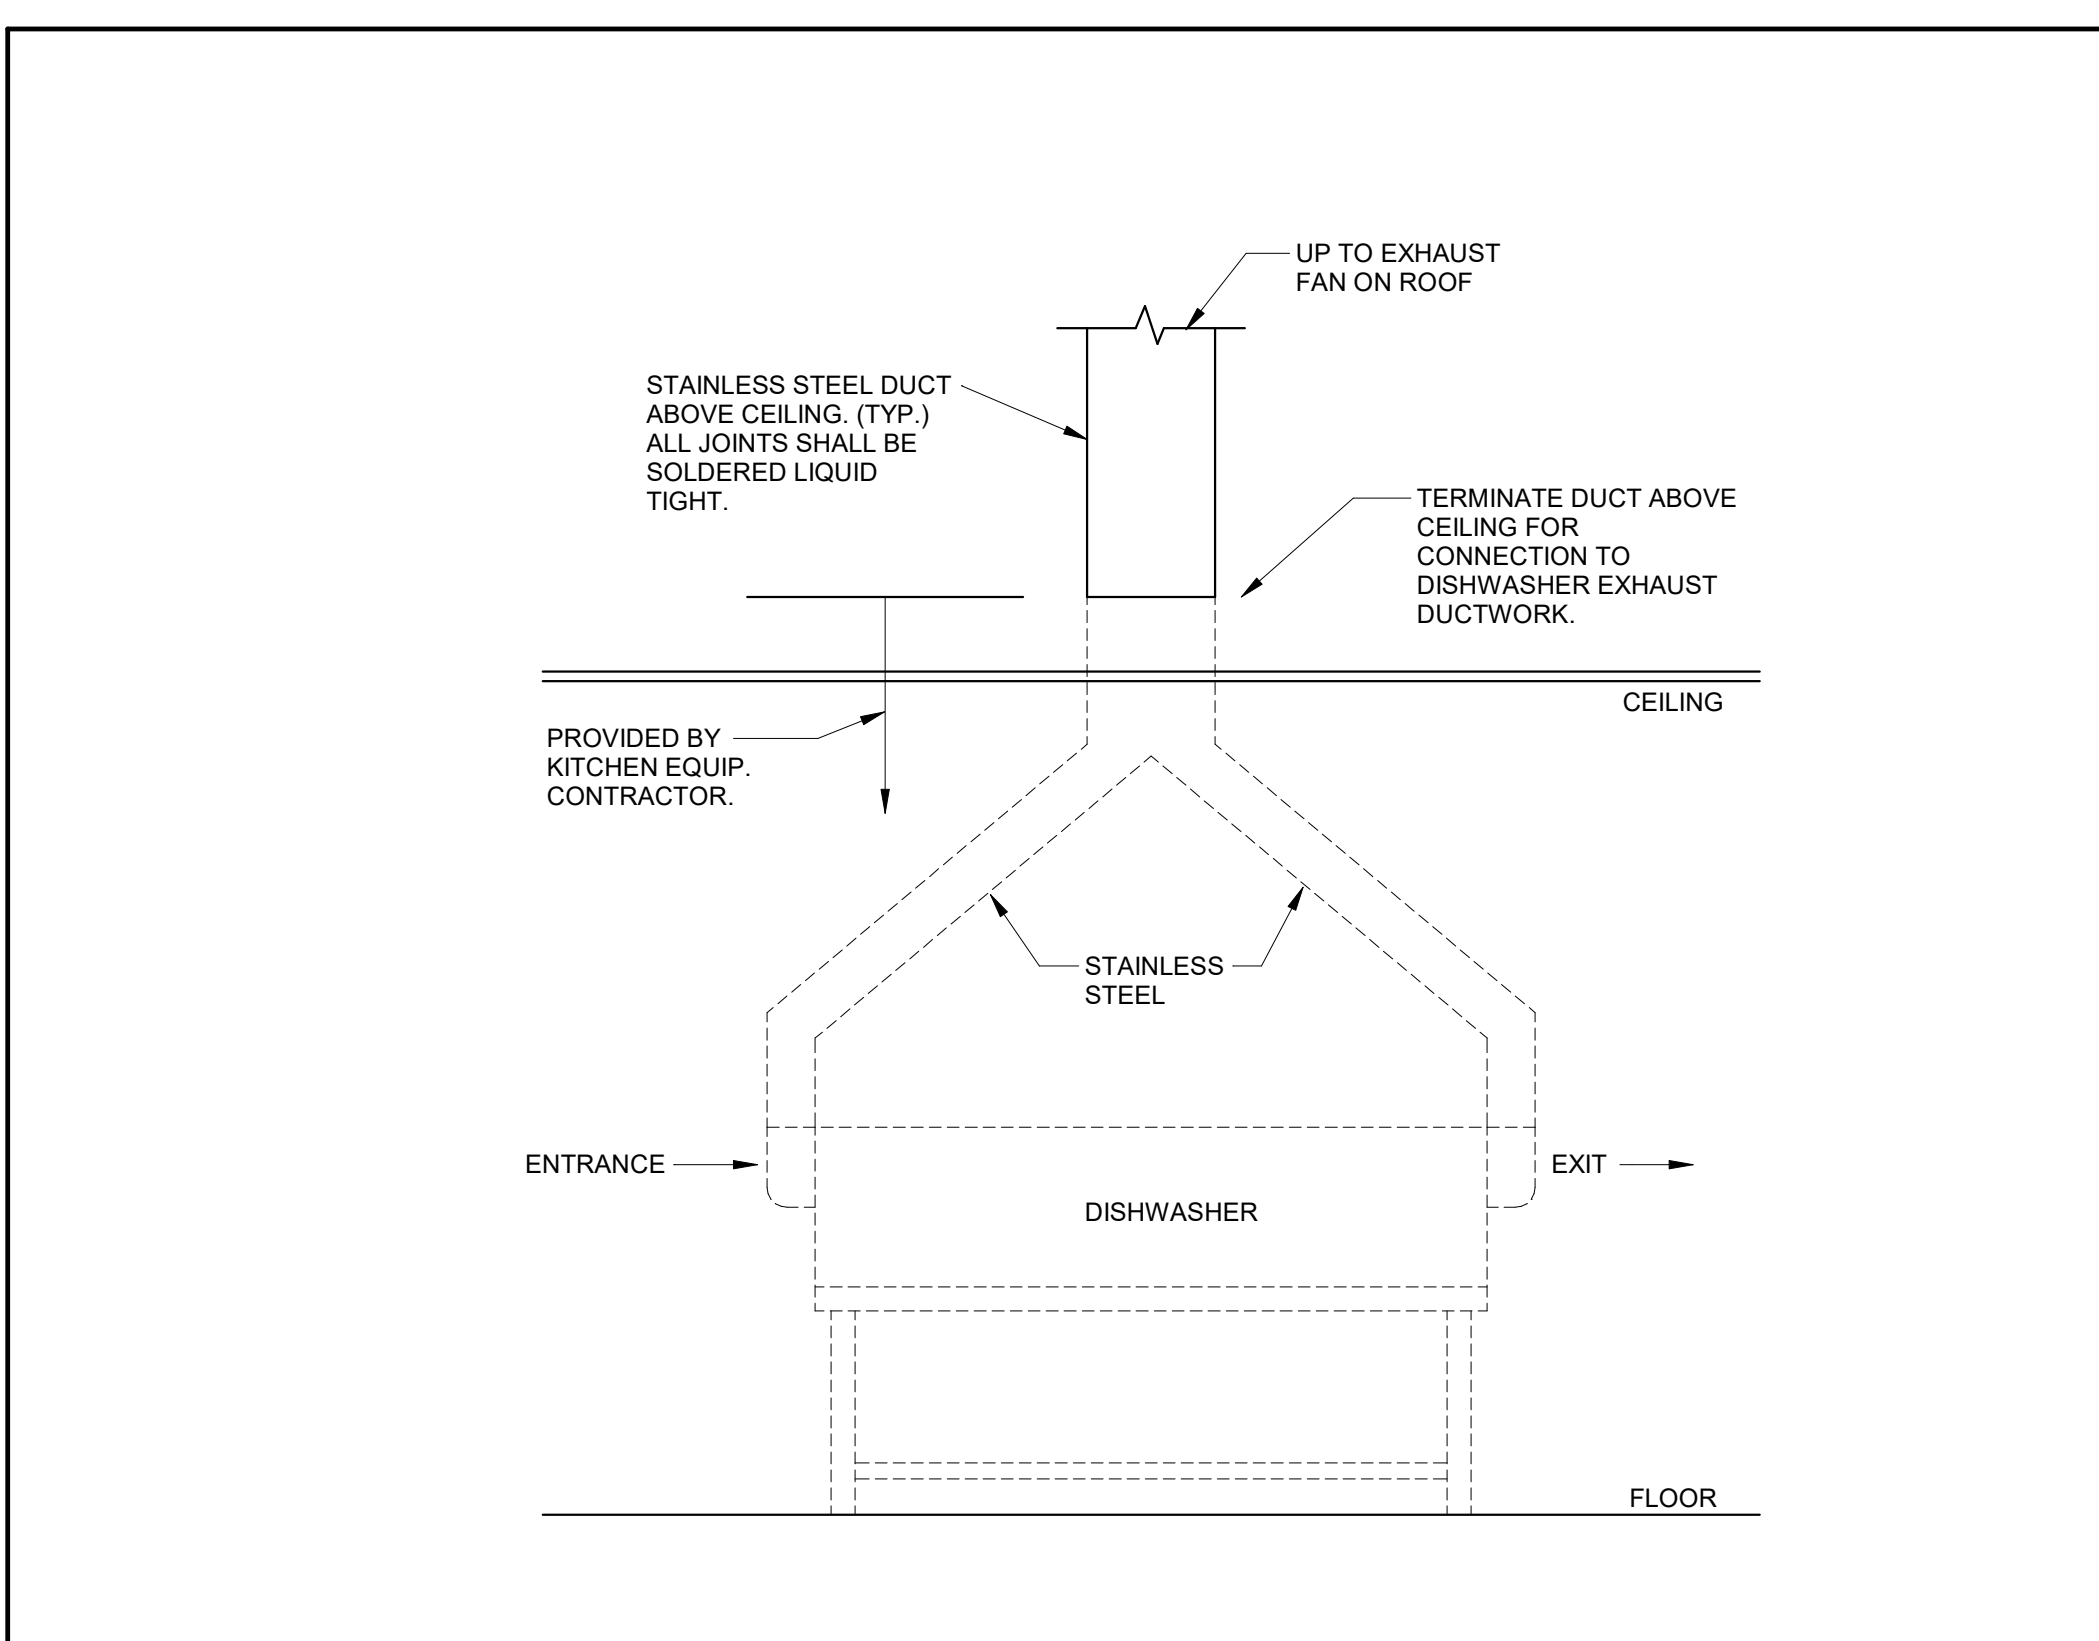 UP TO EXHAUST
FAN ON ROOF
STAINLESS STEEL DUCT
ABOVE CEILING. (TYP.)
ALL JOINTS SHALL BE
SOLDERED LIQUID
TIGHT.
TERMINATE DUCT ABOVE
CEILING FOR
CONNECTION TO
DISHWASHER EXHAUST
DUCTWORK.
CEILING
PROVIDED BY
KITCHEN EQUIP.
CONTRACTOR.
STAINLESS
STEEL
ENTRANCE
EXIT
DISHWASHER
FLOOR